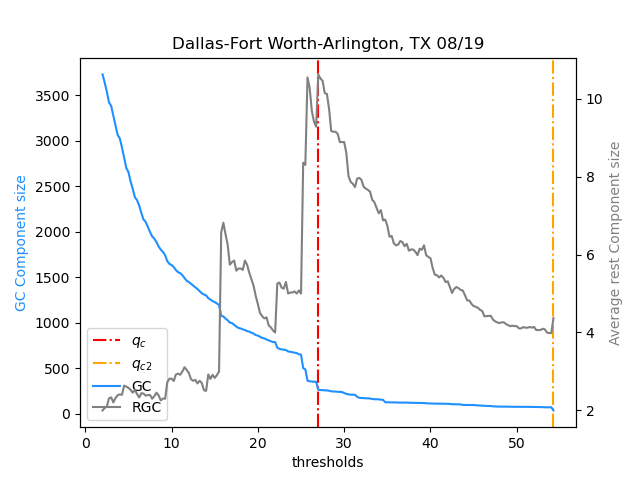 Dallas-Fort Worth-Arlington, TX 08/19
GC Component size
3500
3000
2500
2000
1500
1000
500
0
10
8
6
4
2
Average rest Component size
q_c
q_{c2}
GC
RGC
0 10 20 30 40 50
thresholds